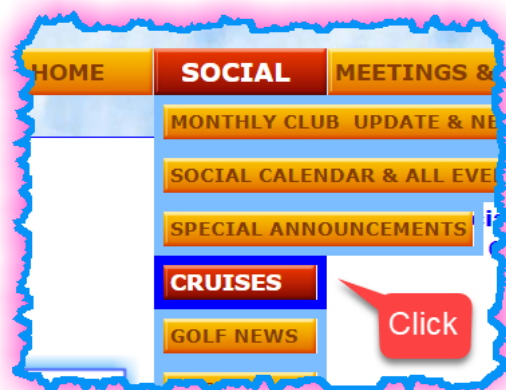 HOME SOCIAL MEETINGS &
MONTHLY CLUB UPDATE & NE
SOCIAL CALENDAR & ALL EVE
SPECIAL ANNOUNCEMENTS
CRUISES
Click
GOLF NEWS